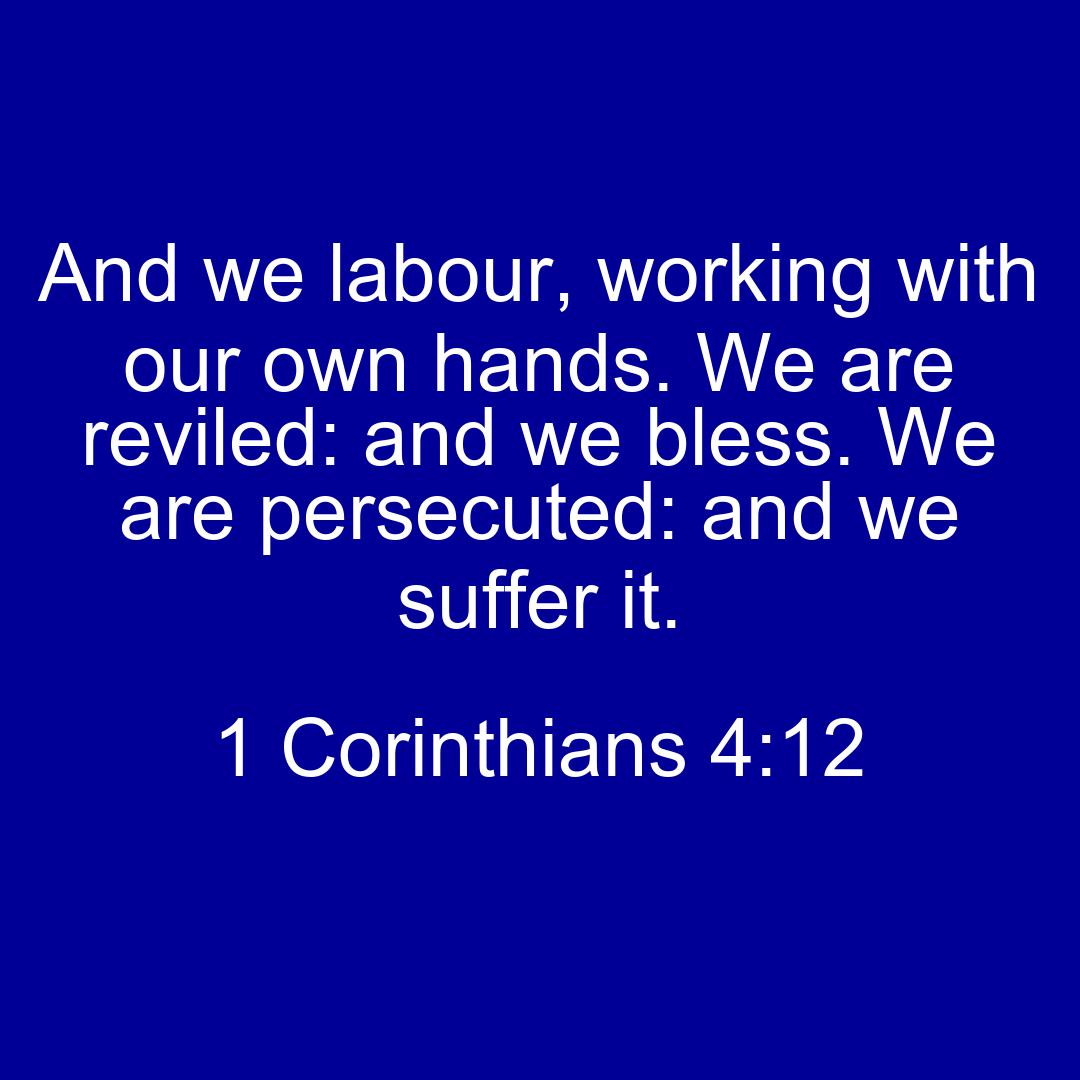 And we labour, working with
our own hands. We are
reviled: and we bless. We
are persecuted: and we
suffer it.
1 Corinthians 4:12